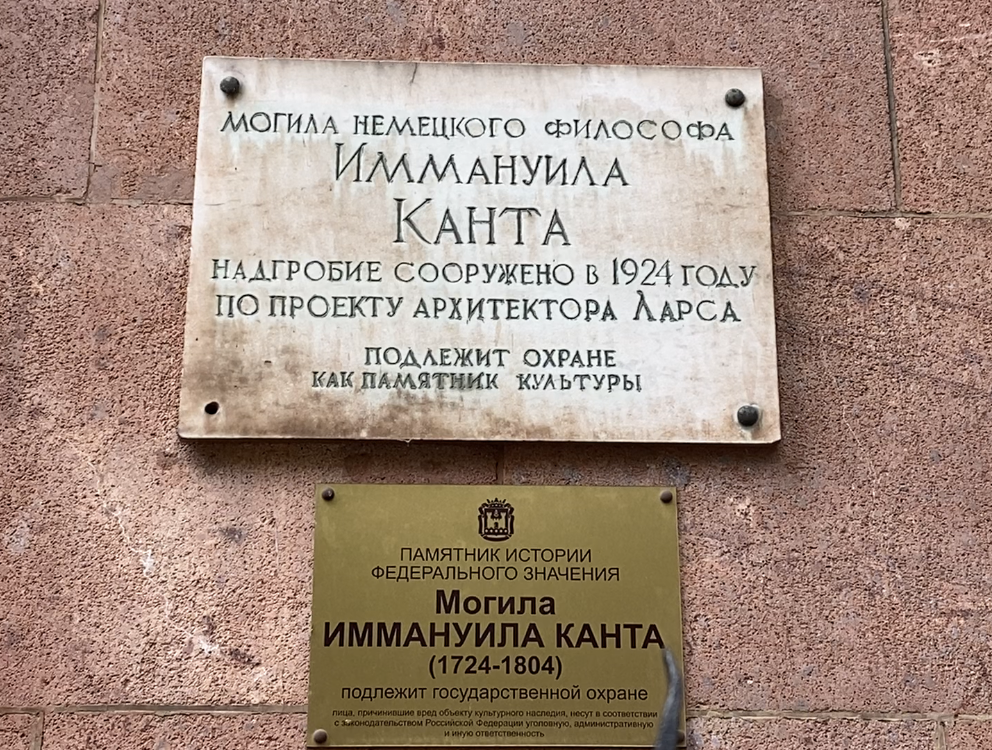 МОГИЛА НЕМЕЦКОГО ФИЛОСОФА
ИММАНУИЛА
КАНТА
НАДГРОБИЕ СООРУЖЕНО В 1924 ГОДУ
ПО ПРОЕКТУ АРХИТЕКТОРА ЛАРСА
ПОДЛЕЖИТ ОХРАНЕ
КАК ПАМЯТНИК КУЛЬТУРЫ
ПАМЯТНИК ИСТОРИИ
ФЕДЕРАЛЬНОГО ЗНАЧЕНИЯ
Могила
ИММАНУИЛА КАНТА
(1724-1804)
подлежит государственной охране
лица, причинившие вред объекту культурного наследия, несут в соответствии
с законодательством Российской Федерации уголовную, административную
и иную ответственность